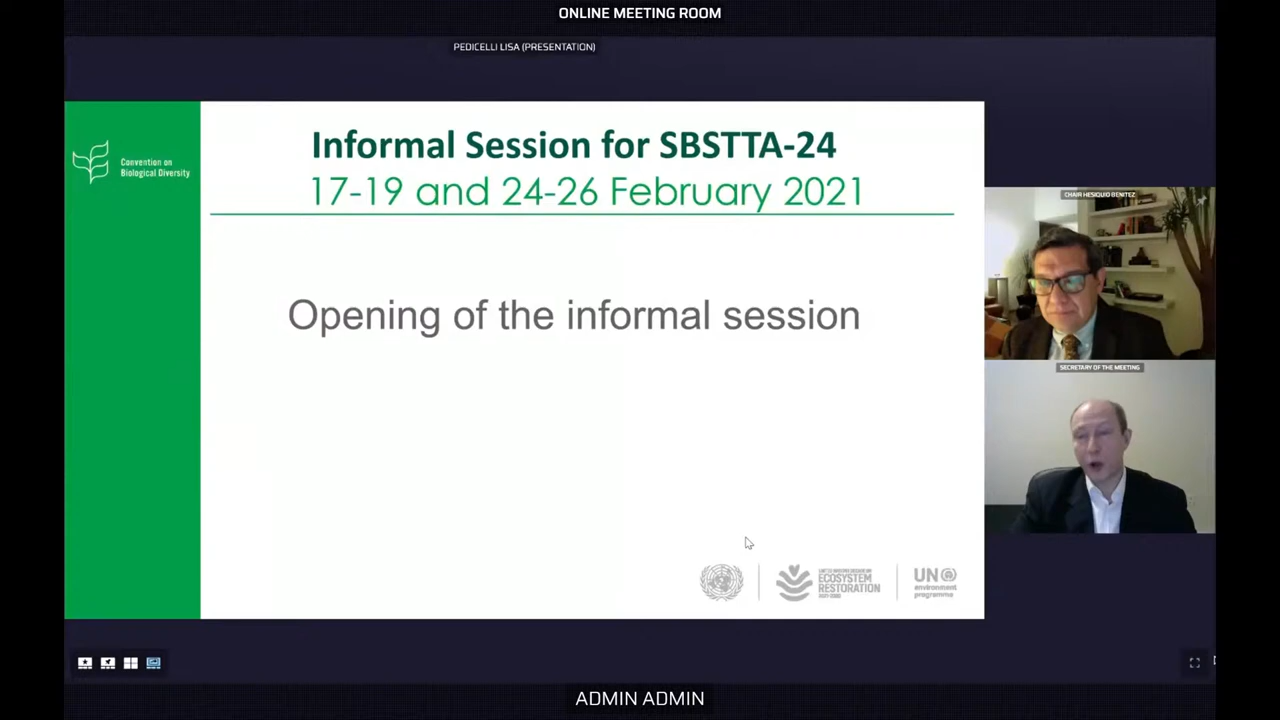 ONLINE MEETING ROOM
PEDICELLI LISA (PRESENTATION)
Convention on
Biological Diversity
Informal Session for SBSTTA-24
17-19 and 24-26 February 2021
Opening of the informal session
CHAIR HESIQUIO BENITEZ
SECRETARY OF THE MEETING
ECOSYSTEM
RESTORATION
UN
environment
programme
ADMIN ADMIN